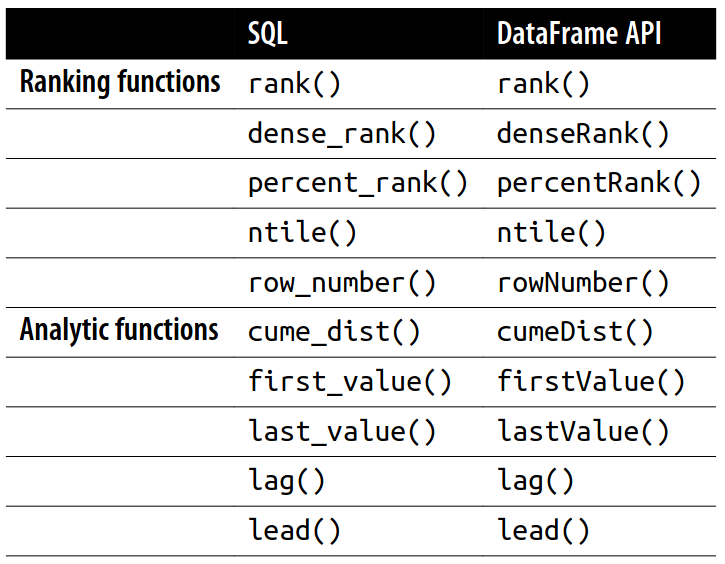 SQL DataFrame API
Ranking functions rank() rank()
dense_rank() denseRank()
percent_rank() percentRank()
ntile() ntile()
row_number() rowNumber()
Analytic functions cume_dist() cumeDist()
first_value() firstValue()
last_value() lastValue()
lag() lag()
lead() lead()